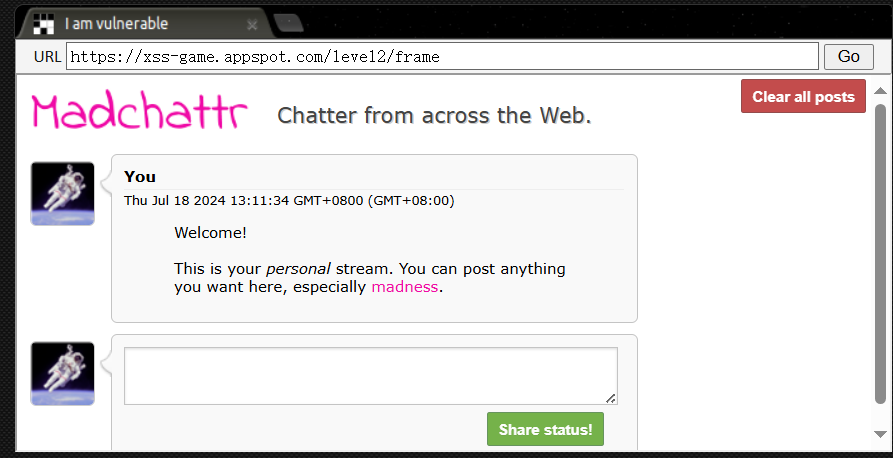 I am vulnerable
URL https://xss-game.appspot.com/level2/frame Go
Madchattr Chatter from across the Web. Clear all posts
You
Thu Jul 18 2024 13:11:34 GMT+0800 (GMT+08:00)
Welcome!
This is your personal stream. You can post anything
you want here, especially madness.
Share status!